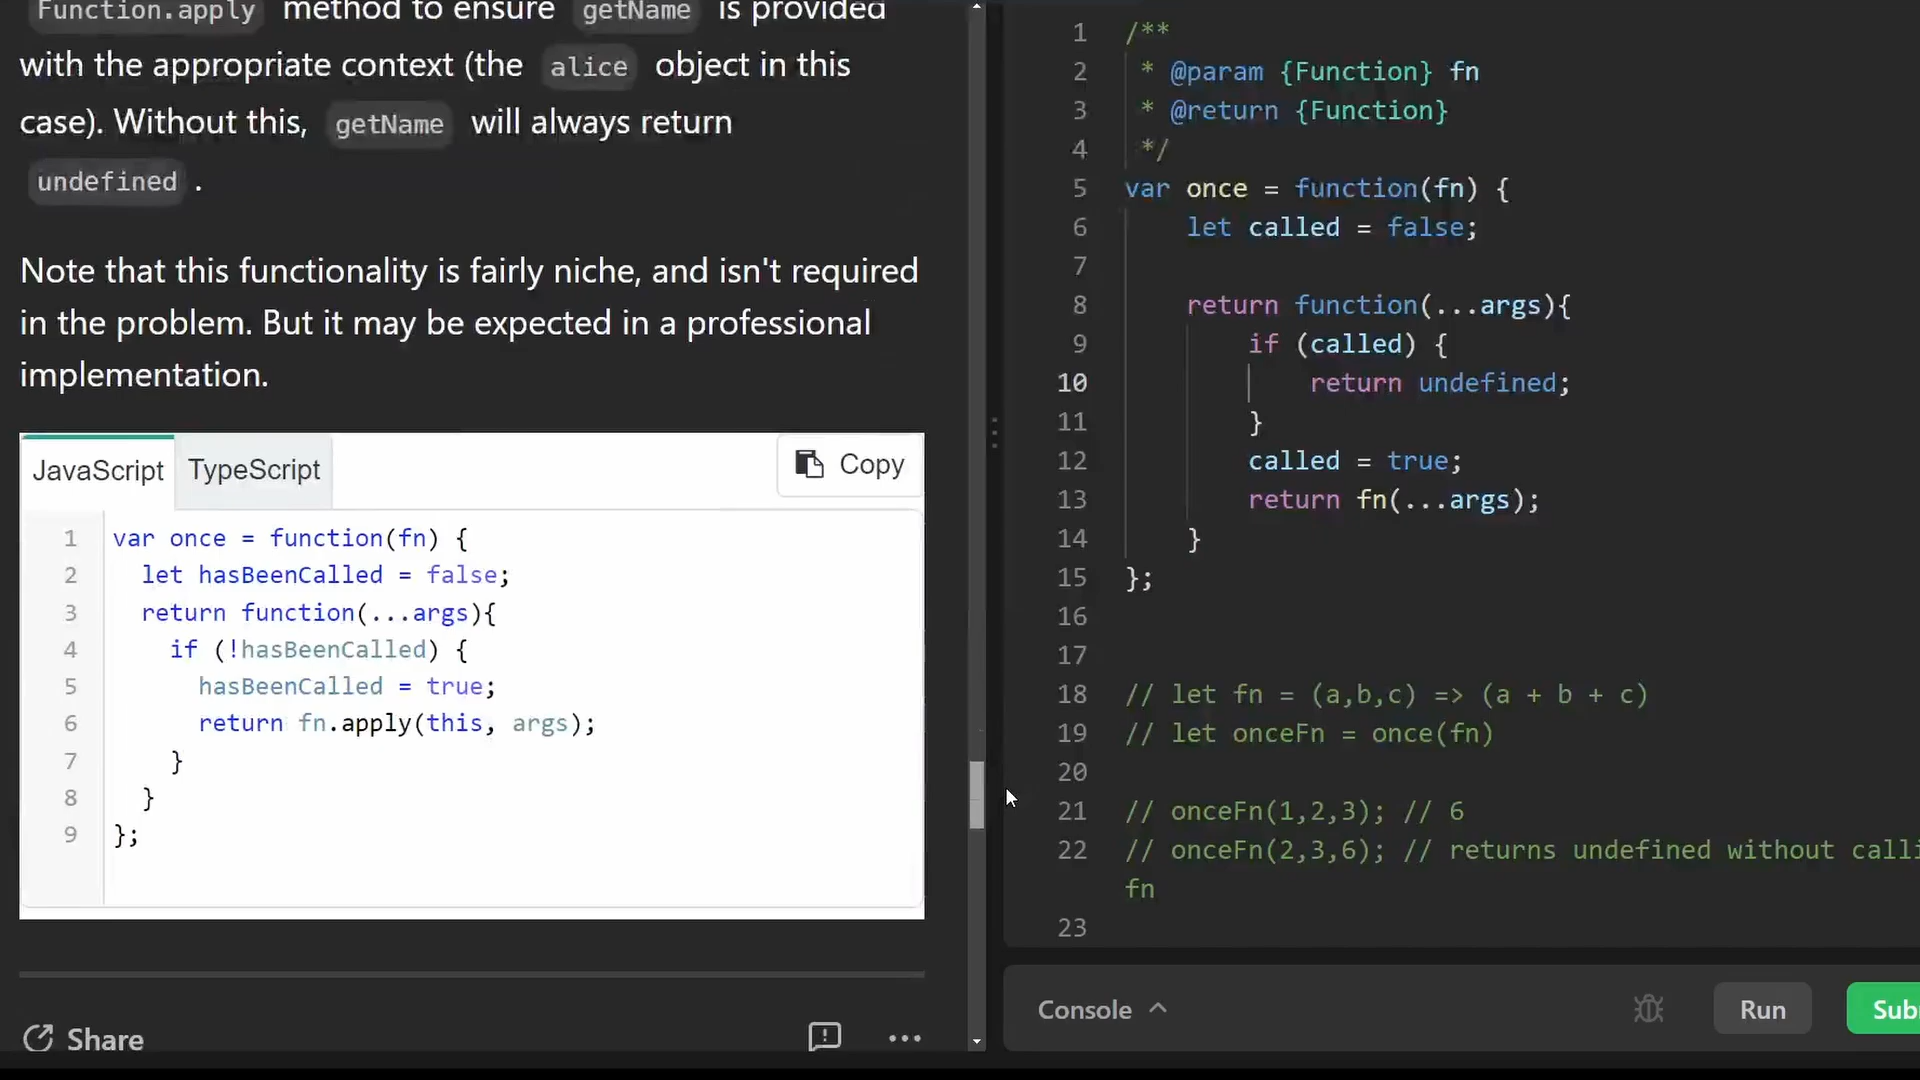 Function.apply method to ensure getName is provided
with the appropriate context (the alice object in this
case). Without this, getName will always return
undefined .
Note that this functionality is fairly niche, and isn't required
in the problem. But it may be expected in a professional
implementation.
JavaScript TypeScript Copy
1 var once = function(fn) {
2 let hasBeenCalled = false;
3 return function(...args){
4 if (!hasBeenCalled) {
5 hasBeenCalled = true;
6 return fn.apply(this, args);
7 }
8 }
9 };
Share
1 /**
2 * @param {Function} fn
3 * @return {Function}
4 */
5 var once = function(fn) {
6 let called = false;
7
8 return function(...args){
9 if (called) {
10 return undefined;
11 }
12 called = true;
13 return fn(...args);
14 }
15 };
16
17
18 // let fn = (a,b,c) => (a + b + c)
19 // let onceFn = once(fn)
20
21 // onceFn(1,2,3); // 6
22 // onceFn(2,3,6); // returns undefined without calli
fn
23
Console Run Sub